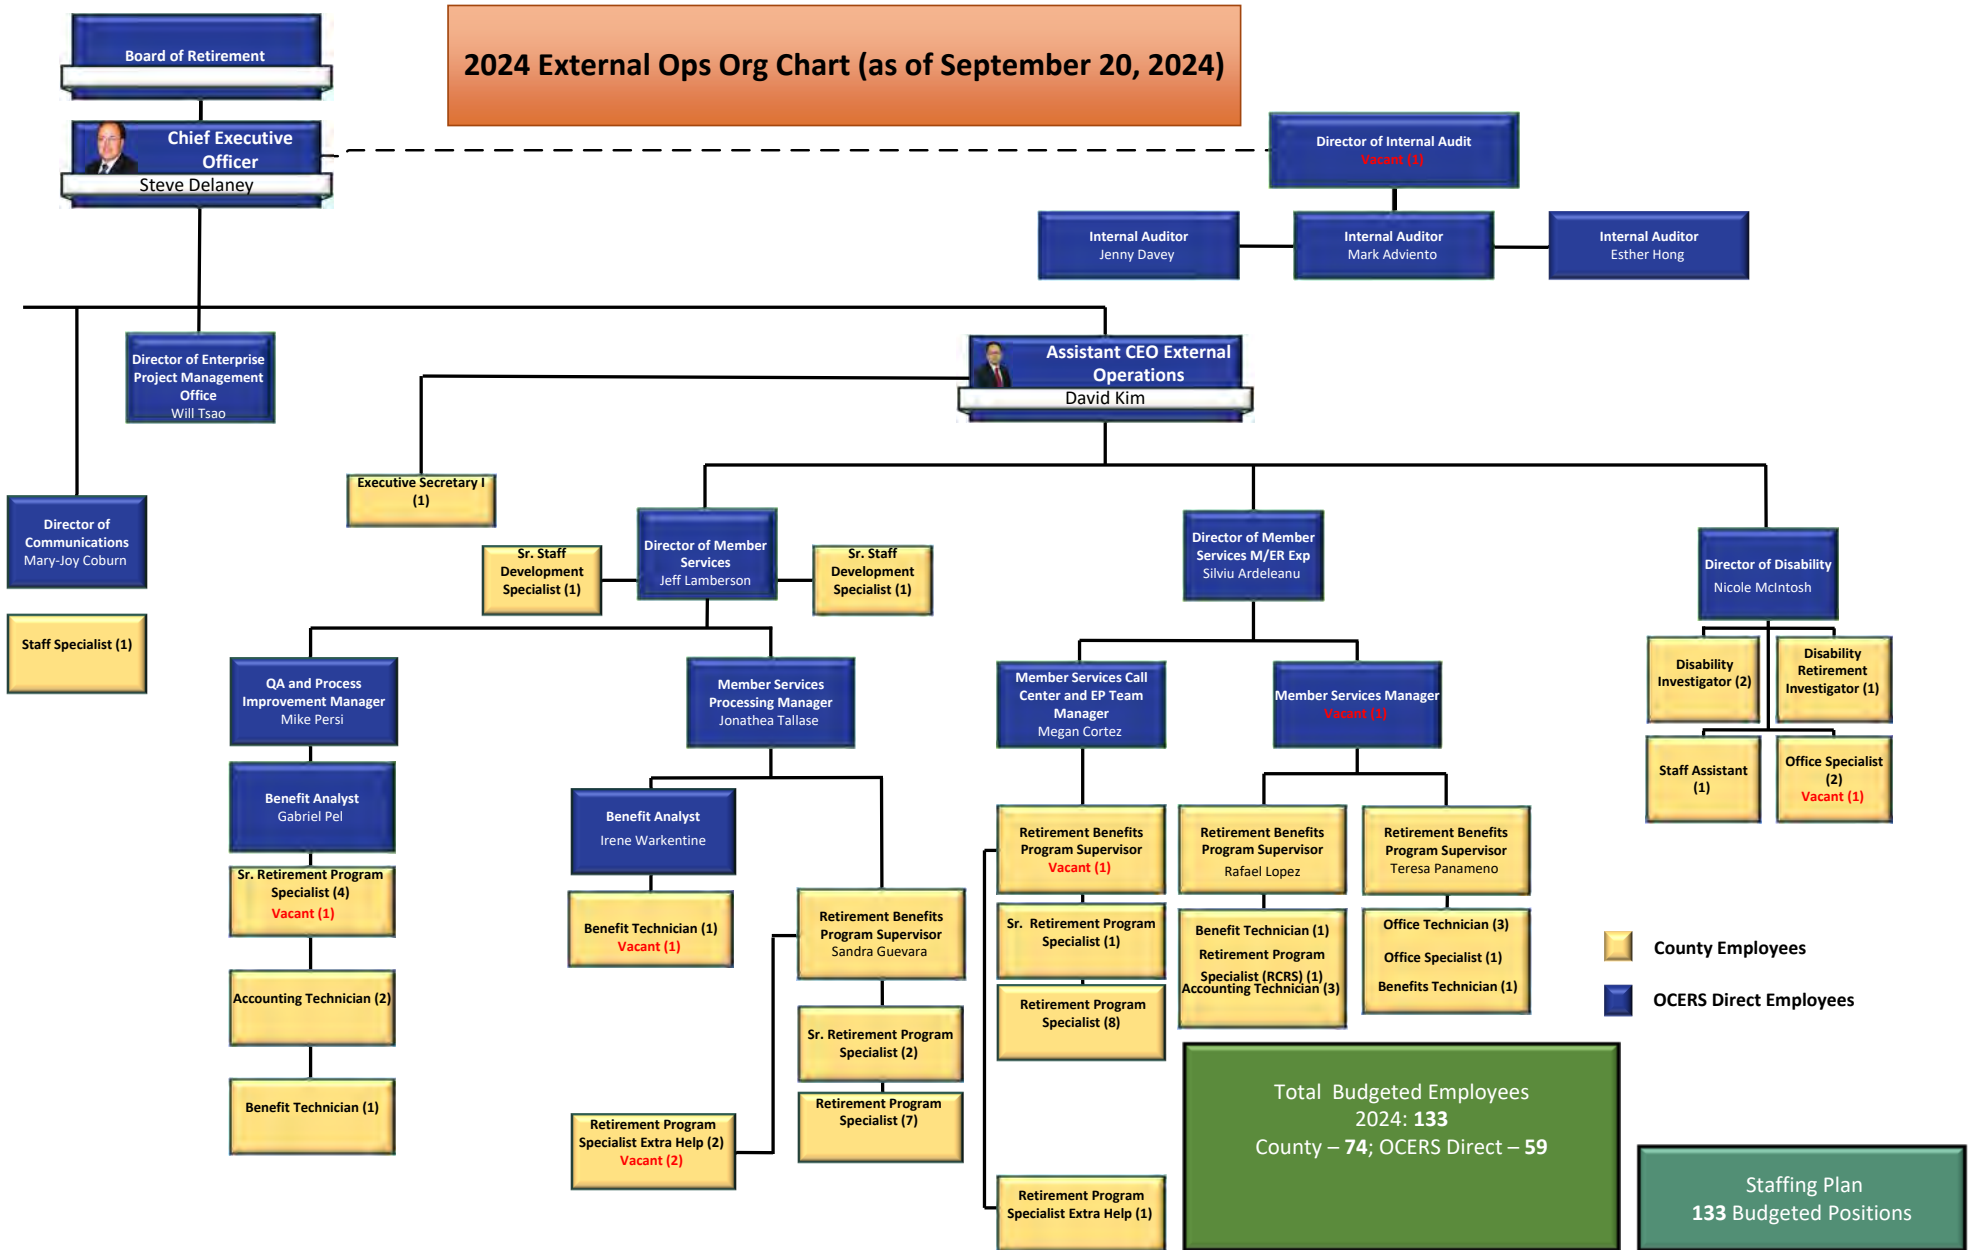 2024 External Ops Org Chart (as of September 20, 2024)
Board of Retirement
Chief Executive
Officer
Steve Delaney
Director of Internal Audit
Vacant (1)
Internal Auditor
Jenny Davey
Internal Auditor
Mark Adviento
Internal Auditor
Esther Hong
Director of Enterprise
Project Management
Office
Will Tsao
Assistant CEO External
Operations
David Kim
Executive Secretary I
(1)
Director of
Communications
Mary-Joy Coburn
Staff Specialist (1)
Sr. Staff
Development
Specialist (1)
Director of Member
Services
Jeff Lamberson
Sr. Staff
Development
Specialist (1)
Director of Member
Services M/ER Exp
Silviu Ardeleanu
Director of Disability
Nicole McIntosh
QA and Process
Improvement Manager
Mike Persi
Member Services
Processing Manager
Jonathea Tallase
Member Services Call
Center and EP Team
Manager
Megan Cortez
Member Services Manager
Vacant (1)
Disability
Investigator (2)
Disability
Retirement
Investigator (1)
Staff Assistant
(1)
Office Specialist
(2)
Vacant (1)
Benefit Analyst
Gabriel Pel
Sr. Retirement Program
Specialist (4)
Vacant (1)
Accounting Technician (2)
Benefit Technician (1)
Benefit Analyst
Irene Warkentine
Benefit Technician (1)
Vacant (1)
Retirement Benefits
Program Supervisor
Sandra Guevara
Sr. Retirement Program
Specialist (2)
Retirement Program
Specialist (7)
Retirement Program
Specialist Extra Help (2)
Vacant (2)
Retirement Benefits
Program Supervisor
Vacant (1)
Sr. Retirement Program
Specialist (1)
Retirement Program
Specialist (8)
Retirement Program
Specialist Extra Help (1)
Retirement Benefits
Program Supervisor
Rafael Lopez
Benefit Technician (1)
Retirement Program
Specialist (RCRS) (1)
Accounting Technician (3)
Retirement Benefits
Program Supervisor
Teresa Panameno
Office Technician (3)
Office Specialist (1)
Benefits Technician (1)
County Employees
OCERS Direct Employees
Total Budgeted Employees
2024: 133
County – 74; OCERS Direct – 59
Staffing Plan
133 Budgeted Positions